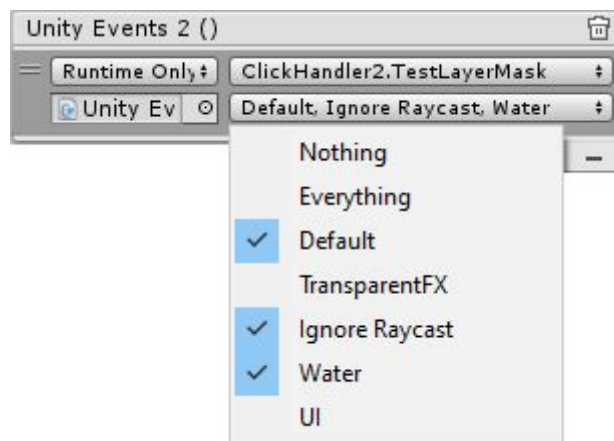 Unity Events 2 ()
Runtime Only ClickHandler2.TestLayerMask
Unity Ev Default, Ignore Raycast, Water
Nothing
Everything
Default
TransparentFX
Ignore Raycast
Water
UI